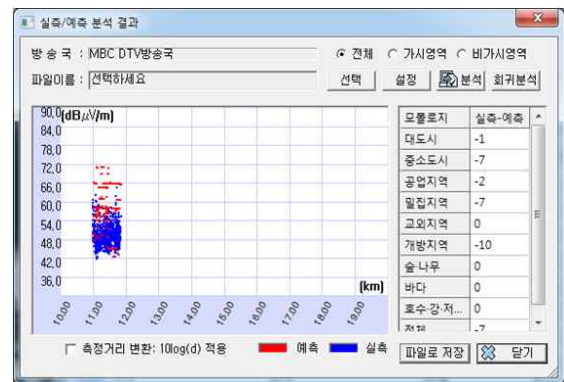 실측/예측 분석 결과
방 송 국 : MBC DTV방송국 전체 가시영역 비가시영역
파일이름 : 선택하세요 선택 설정 분석 회귀분석
90,0 [dBµV/m]
84,0
78,0
72,0
66,0
60,0
54,0
48,0
42,0
36,0
[km]
10,00 11,00 12,00 13,00 14,00 15,00 16,00 17,00 18,00 19,00
모폴로지 실측-예측
대도시 -1
중소도시 -7
공업지역 -2
밀집지역 -7
교외지역 0
개방지역 -10
숲·나무 0
바다 0
호수·강·저... 0
전체 -7
측정거리 변환: 10log(d) 적용 예측 실측 파일로 저장 닫기